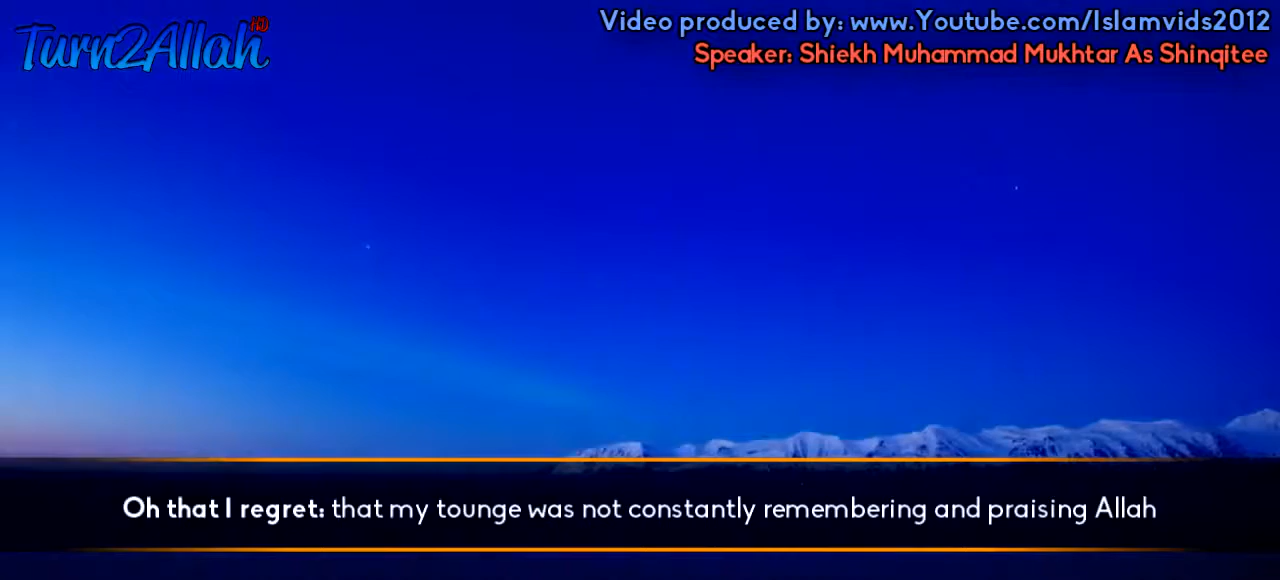 Turn2Allah HD
Video produced by: www.Youtube.com/Islamvids2012
Speaker: Shiekh Muhammad Mukhtar As Shinqitee
Oh that I regret: that my tounge was not constantly remembering and praising Allah